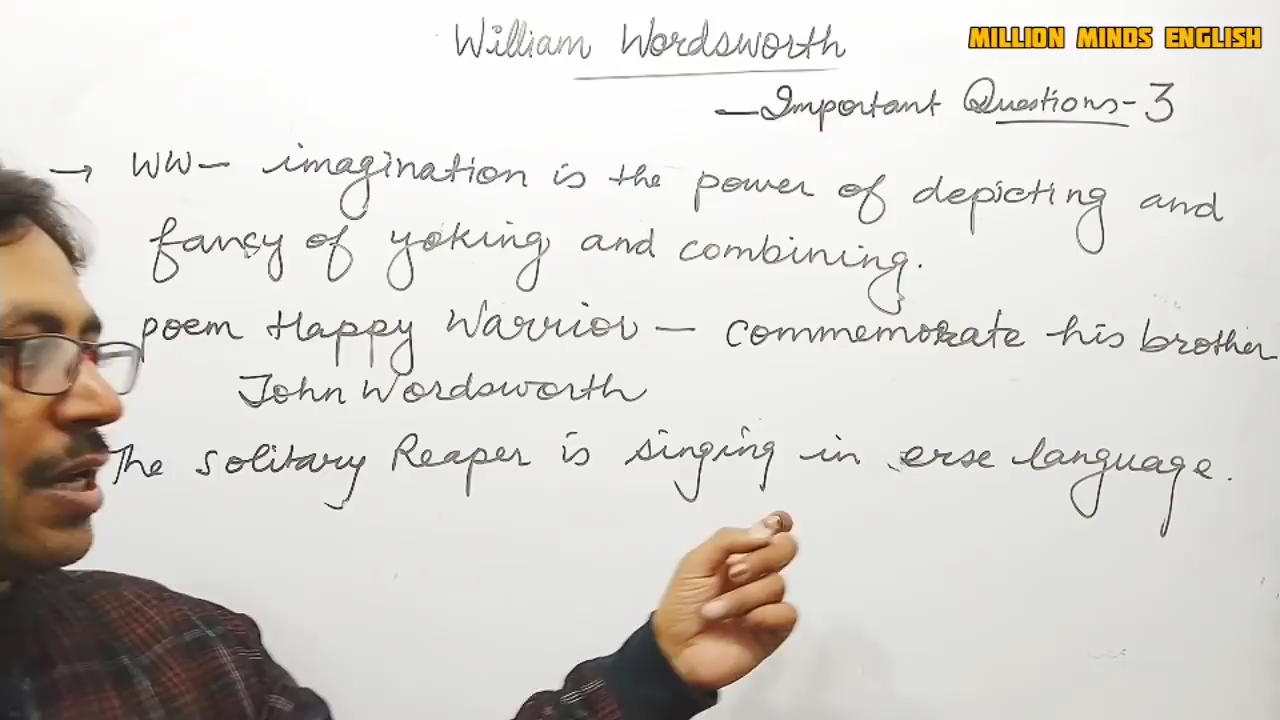 William Wordsworth
MILLION MINDS ENGLISH
— Important Questions - 3
→ WW - imagination is the power of depicting and
fancy of yoking and combining.
poem Happy Warrior - commemorate his brother
John Wordsworth
The Solitary Reaper is singing in erse language.